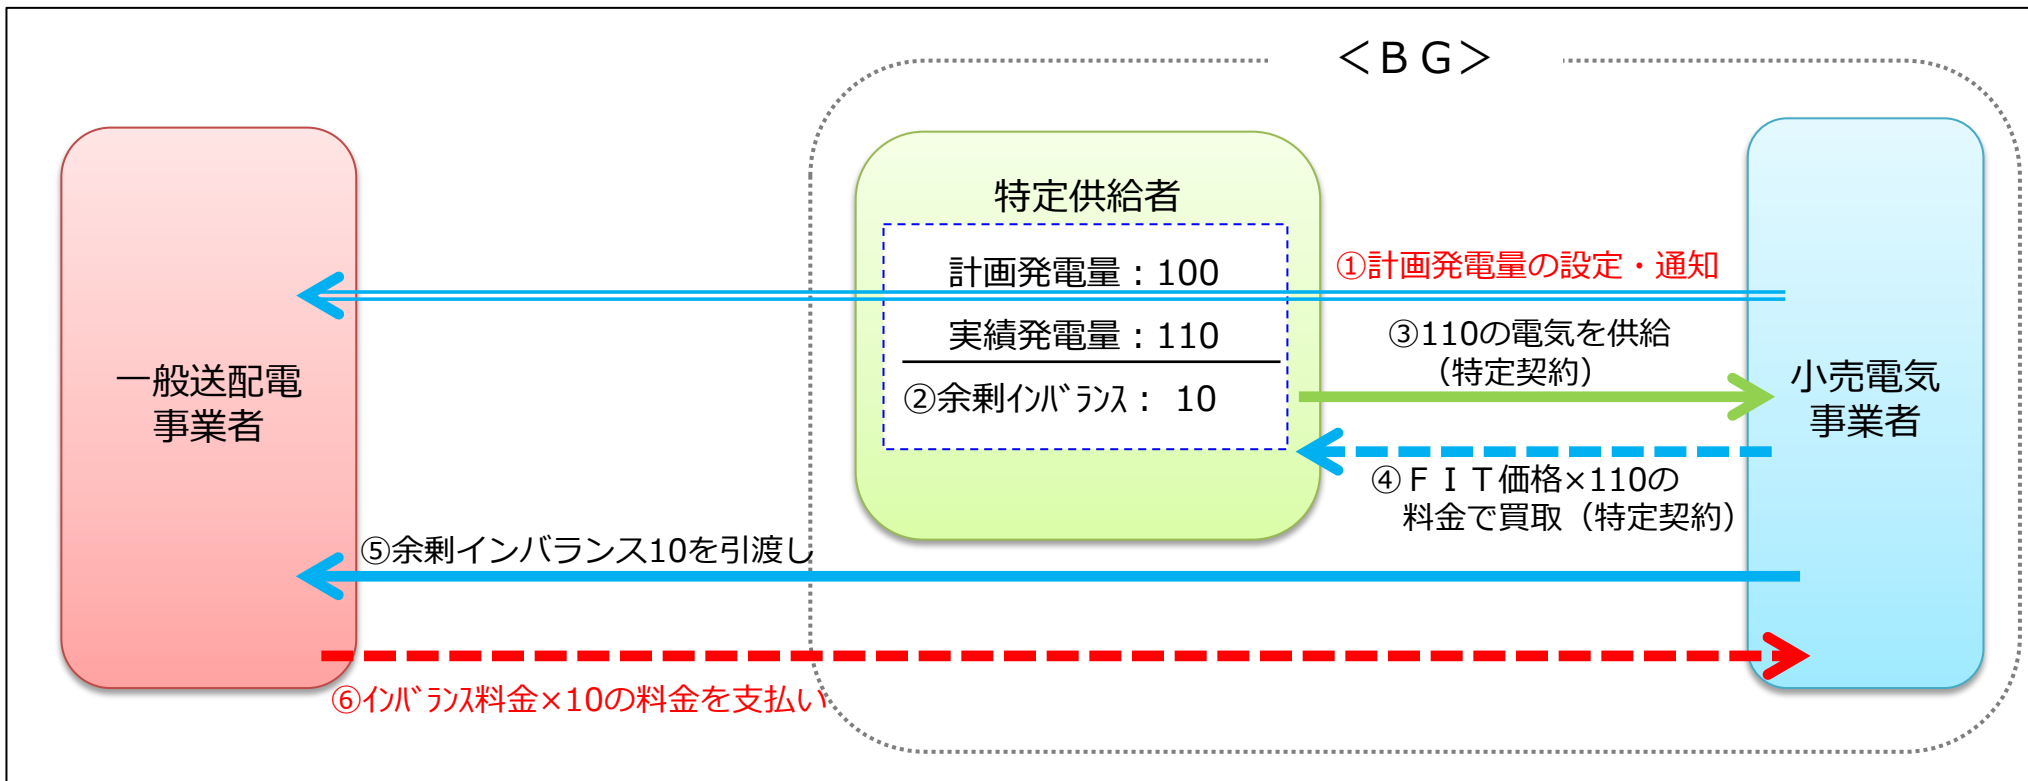 ＜ＢＧ＞
特定供給者
計画発電量：100
実績発電量：110
②余剰ｲﾝﾊﾞﾗﾝｽ： 10
一般送配電
事業者
小売電気
事業者
①計画発電量の設定・通知
③110の電気を供給
（特定契約）
④ＦＩＴ価格×110の
料金で買取（特定契約）
⑤余剰インバランス10を引渡し
⑥ｲﾝﾊﾞﾗﾝｽ料金×10の料金を支払い